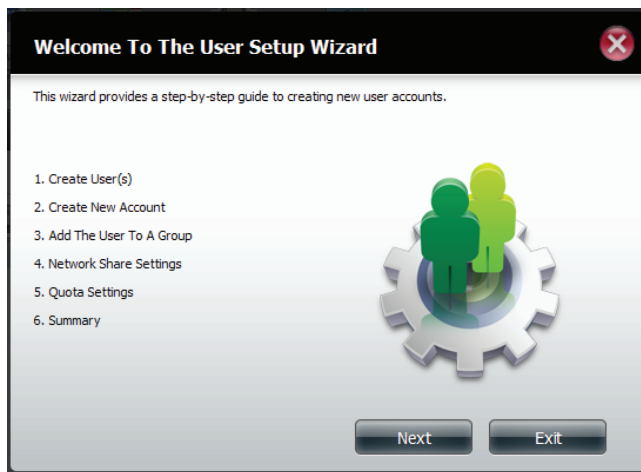 Welcome To The User Setup Wizard
This wizard provides a step-by-step guide to creating new user accounts.
1. Create User(s)
2. Create New Account
3. Add The User To A Group
4. Network Share Settings
5. Quota Settings
6. Summary
Next
Exit